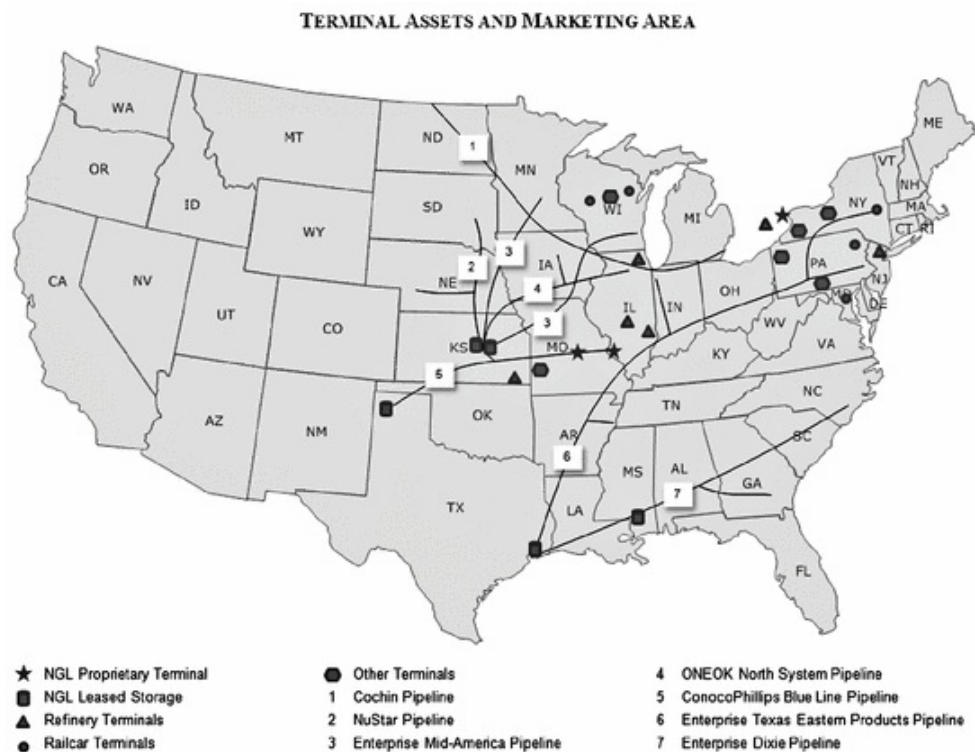 TERMINAL ASSETS AND MARKETING AREA
WA
MT
ND
MN
ME
VT
NH
OR
ID
SD
WI
MI
NY
MA
CT
RI
WY
1
2
3
IA
NE
PA
NJ
CA
NV
UT
CO
4
3
IL
IN
OH
MD
DE
WV
KS
MO
VA
KY
5
AZ
NM
OK
TN
NC
AR
SC
6
MS
AL
GA
7
TX
LA
FL
NGL Proprietary Terminal
NGL Leased Storage
Refinery Terminals
Railcar Terminals
Other Terminals
1 Cochin Pipeline
2 NuStar Pipeline
3 Enterprise Mid-America Pipeline
4 ONEOK North System Pipeline
5 ConocoPhillips Blue Line Pipeline
6 Enterprise Texas Eastern Products Pipeline
7 Enterprise Dixie Pipeline